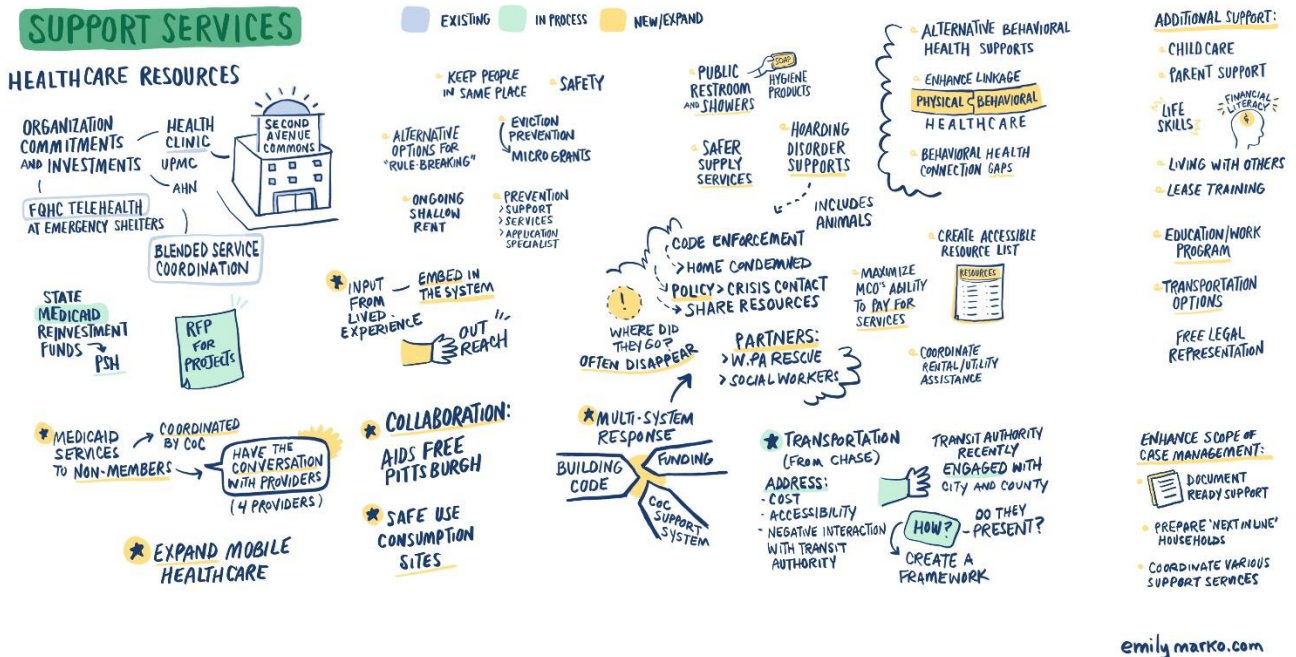 SUPPORT SERVICES
EXISTING
IN PROCESS
NEW/EXPAND
HEALTHCARE RESOURCES
ORGANIZATION
COMMITMENTS
AND INVESTMENTS
HEALTH
CLINIC
UPMC
AHN
SECOND
AVENUE
COMMONS
FQHC TELEHEALTH
AT EMERGENCY SHELTERS
BLENDED SERVICE
COORDINATION
STATE
MEDICAID
REINVESTMENT
FUNDS
PSH
RFP
FOR
PROJECTS
MEDICAID
SERVICES
TO NON-MEMBERS
COORDINATED
BY COC
HAVE THE
CONVERSATION
WITH PROVIDERS
(4 PROVIDERS)
EXPAND MOBILE
HEALTHCARE
KEEP PEOPLE
IN SAME PLACE
SAFETY
ALTERNATIVE
OPTIONS FOR
"RULE-BREAKING"
EVICTION
PREVENTION
MICRO GRANTS
ONGOING
SHALLOW
RENT
PREVENTION
> SUPPORT
> SERVICES
> APPLICATION
SPECIALIST
INPUT
FROM
LIVED
EXPERIENCE
EMBED IN
THE SYSTEM
OUT
REACH
COLLABORATION:
AIDS FREE
PITTSBURGH
SAFE USE
CONSUMPTION
SITES
PUBLIC
RESTROOM
AND SHOWERS
SOAP
HYGIENE
PRODUCTS
SAFER
SUPPLY
SERVICES
HOARDING
DISORDER
SUPPORTS
INCLUDES
ANIMALS
CODE ENFORCEMENT
> HOME CONDEMNED
POLICY > CRISIS CONTACT
> SHARE RESOURCES
!
WHERE DID
THEY GO?
OFTEN DISAPPEAR
PARTNERS:
> W.PA RESCUE
> SOCIAL WORKERS
MULTI-SYSTEM
RESPONSE
BUILDING
CODE
FUNDING
COC
SUPPORT
SYSTEM
ALTERNATIVE BEHAVIORAL
HEALTH SUPPORTS
ENHANCE LINKAGE
PHYSICAL BEHAVIORAL
HEALTHCARE
BEHAVIORAL HEALTH
CONNECTION GAPS
CREATE ACCESSIBLE
RESOURCE LIST
RESOURCES
MAXIMIZE
MCO'S ABILITY
TO PAY FOR
SERVICES
COORDINATE
RENTAL/UTILITY
ASSISTANCE
TRANSPORTATION
(FROM CHASE)
ADDRESS:
- COST
- ACCESSIBILITY
- NEGATIVE INTERACTION
WITH TRANSIT
AUTHORITY
TRANSIT AUTHORITY
RECENTLY
ENGAGED WITH
CITY AND COUNTY
HOW?
- DO THEY
PRESENT?
CREATE A
FRAMEWORK
ADDITIONAL SUPPORT:
CHILD CARE
PARENT SUPPORT
LIFE
SKILLS
FINANCIAL
LITERACY
LIVING WITH OTHERS
LEASE TRAINING
EDUCATION/WORK
PROGRAM
TRANSPORTATION
OPTIONS
FREE LEGAL
REPRESENTATION
ENHANCE SCOPE OF
CASE MANAGEMENT:
DOCUMENT
READY SUPPORT
PREPARE 'NEXT IN LINE'
HOUSEHOLDS
COORDINATE VARIOUS
SUPPORT SERVICES
emilymarko.com